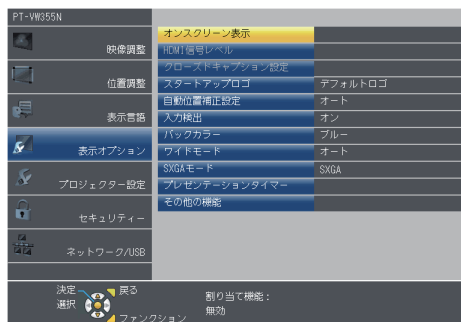 PT-VW355N
映像調整
位置調整
表示言語
表示オプション
プロジェクター設定
セキュリティー
ネットワーク/USB
オンスクリーン表示
HDMI信号レベル
クローズドキャプション設定
スタートアップロゴ デフォルトロゴ
自動位置補正設定 オート
入力検出 オン
バックカラー ブルー
ワイドモード オート
SXGAモード SXGA
プレゼンテーションタイマー
その他の機能
決定 戻る
選択
ファンクション
割り当て機能：
無効